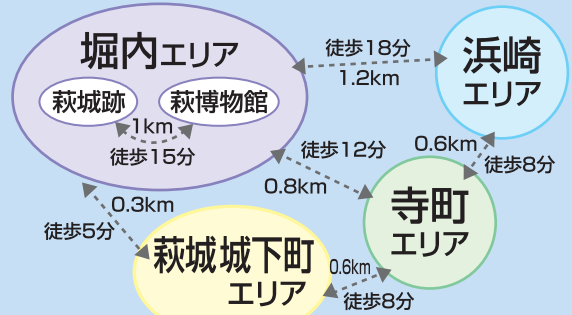 堀内エリア
萩城跡
萩博物館
1km
徒歩15分
徒歩18分
1.2km
浜崎
エリア
徒歩12分
0.8km
0.6km
徒歩8分
寺町
エリア
0.3km
徒歩5分
萩城城下町
エリア
0.6km
徒歩8分